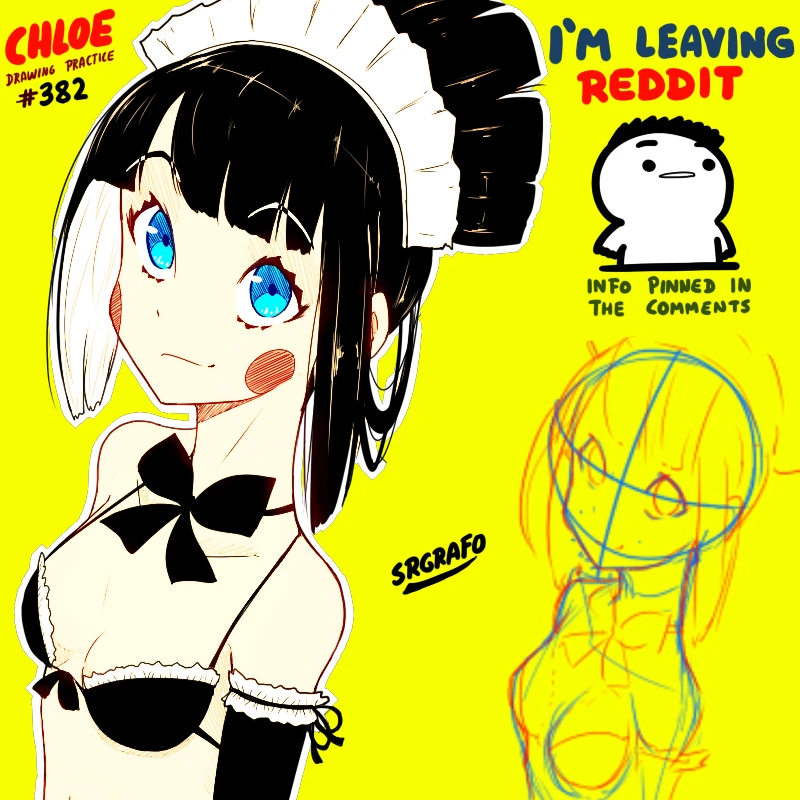 CHLOE
DRAWING PRACTICE
#382
I'M LEAVING
REDDIT
INFO PINNED IN
THE COMMENTS
SRGRAFO